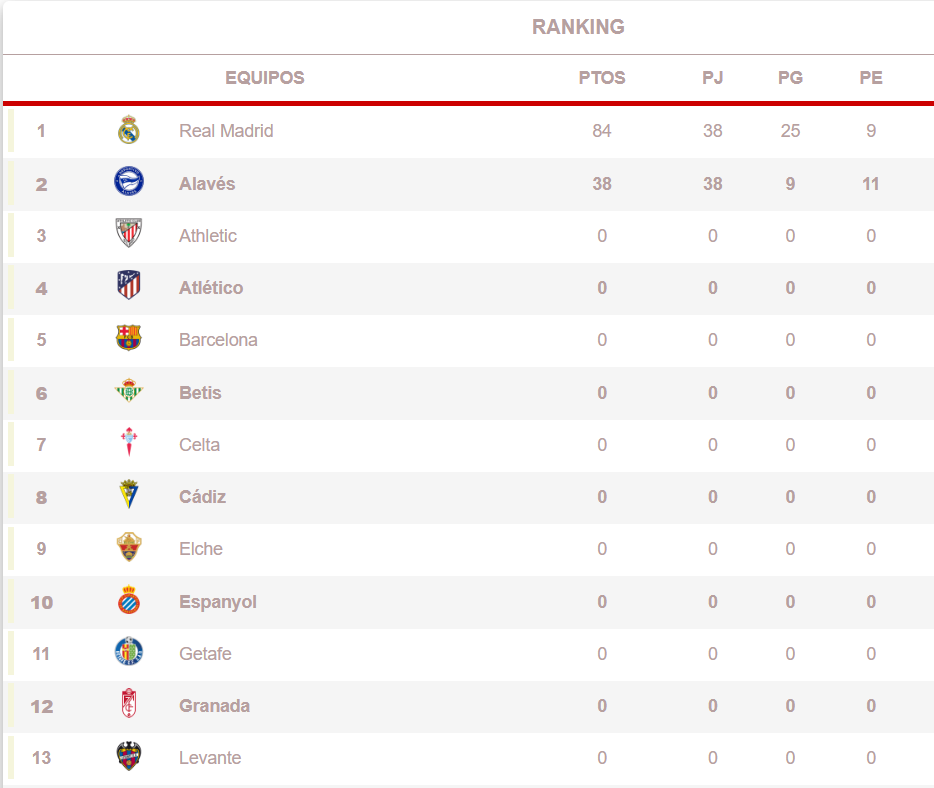 RANKING
EQUIPOS PTOS PJ PG PE
1 Real Madrid 84 38 25 9
2 Alavés 38 38 9 11
3 Athletic 0 0 0 0
4 Atlético 0 0 0 0
5 Barcelona 0 0 0 0
6 Betis 0 0 0 0
7 Celta 0 0 0 0
8 Cádiz 0 0 0 0
9 Elche 0 0 0 0
10 Espanyol 0 0 0 0
11 Getafe 0 0 0 0
12 Granada 0 0 0 0
13 Levante 0 0 0 0